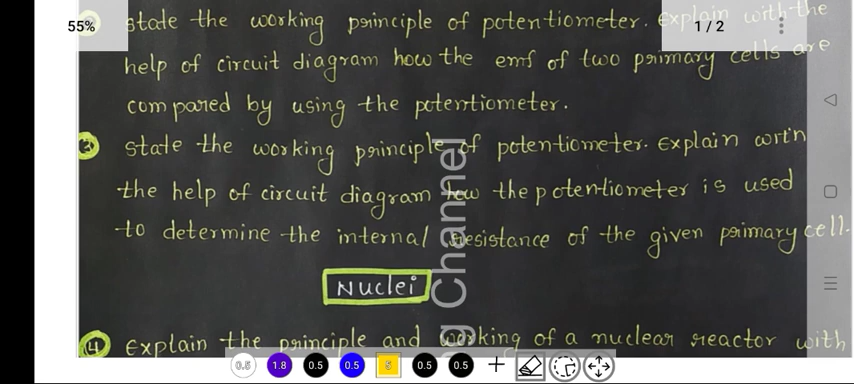 55%
1 / 2
state the working principle of potentiometer. explain with the
help of circuit diagram how the emf of two primary cells are
compared by using the potentiometer.
3 state the working principle of potentiometer. Explain with
the help of circuit diagram how the potentiometer is used
to determine the internal resistance of the given primary cell.
Channel
Nuclei
4 Explain the principle and working of a nuclear reactor with
0.5 1.8 0.5 0.5 5 0.5 0.5